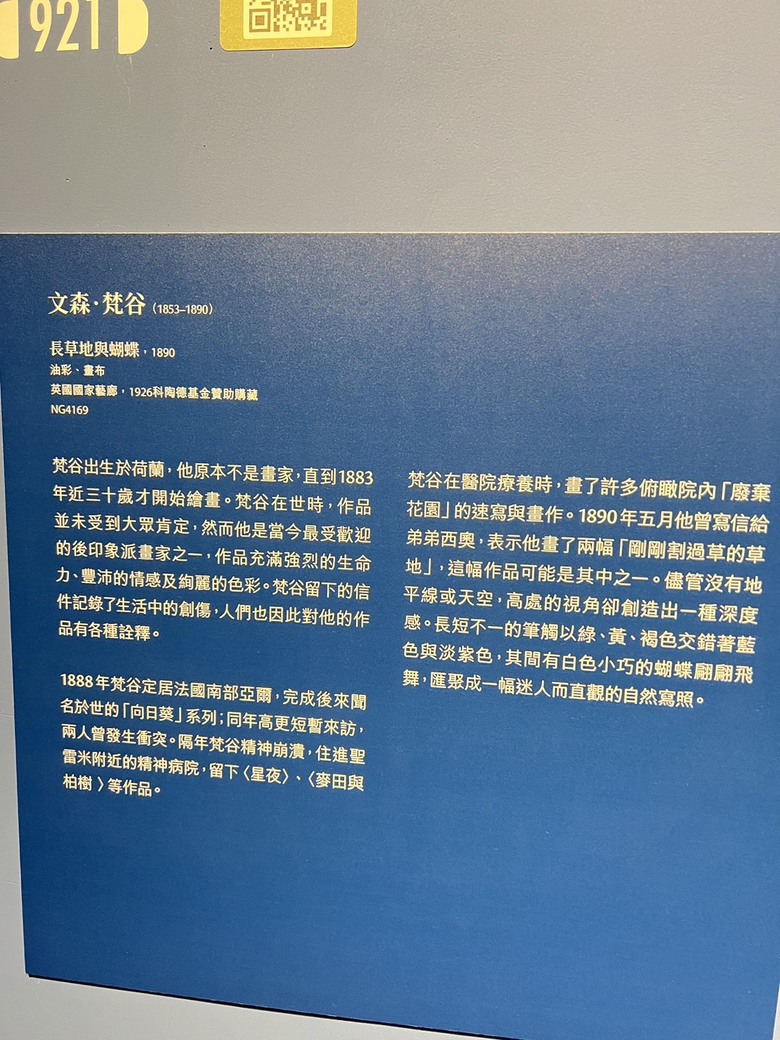 921
文森·梵谷（1853–1890）
長草地與蝴蝶，1890
油彩、畫布
英國國家藝廊，1926科陶德基金贊助購藏
NG4169
梵谷出生於荷蘭，他原本不是畫家，直到1883
年近三十歲才開始繪畫。梵谷在世時，作品
並未受到大眾肯定，然而他是當今最受歡迎
的後印象派畫家之一，作品充滿強烈的生命
力、豐沛的情感及絢麗的色彩。梵谷留下的信
件記錄了生活中的創傷，人們也因此對他的作
品有各種詮釋。
1888年梵谷定居法國南部亞爾，完成後來聞
名於世的「向日葵」系列；同年高更短暫來訪，
兩人曾發生衝突。隔年梵谷精神崩潰，住進聖
雷米附近的精神病院，留下〈星夜〉、〈麥田與
柏樹 〉等作品。
梵谷在醫院療養時，畫了許多俯瞰院內「廢棄
花園」的速寫與畫作。1890年五月他曾寫信給
弟弟西奧，表示他畫了兩幅「剛剛割過草的草
地」，這幅作品可能是其中之一。儘管沒有地
平線或天空，高處的視角卻創造出一種深度
感。長短不一的筆觸以綠、黃、褐色交錯著藍
色與淡紫色，其間有白色小巧的蝴蝶翩翩飛
舞，匯聚成一幅迷人而直觀的自然寫照。